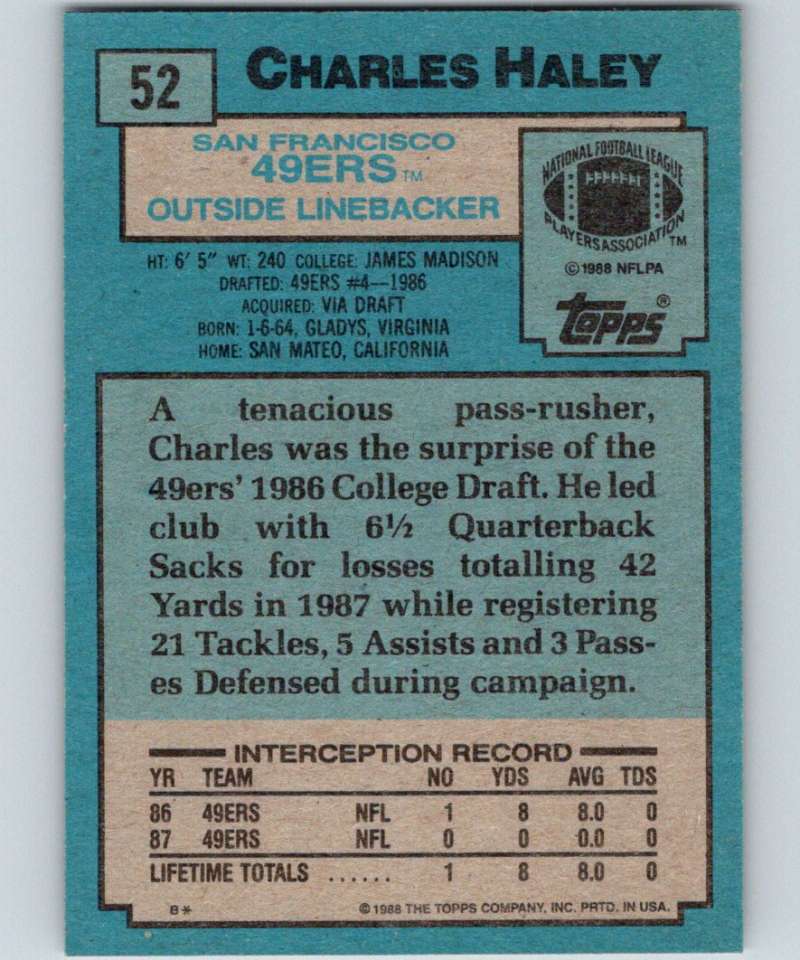 52
CHARLES HALEY
SAN FRANCISCO
49ERS TM
OUTSIDE LINEBACKER
NATIONAL FOOTBALL LEAGUE
PLAYERS ASSOCIATION TM
© 1988 NFLPA
TOPPS ®
HT: 6' 5" WT: 240 COLLEGE: JAMES MADISON
DRAFTED: 49ERS #4—1986
ACQUIRED: VIA DRAFT
BORN: 1-6-64, GLADYS, VIRGINIA
HOME: SAN MATEO, CALIFORNIA
A tenacious pass-rusher,
Charles was the surprise of the
49ers' 1986 College Draft. He led
club with 6½ Quarterback
Sacks for losses totalling 42
Yards in 1987 while registering
21 Tackles, 5 Assists and 3 Pass-
es Defensed during campaign.
INTERCEPTION RECORD
YR TEAM NO YDS AVG TDS
86 49ERS NFL 1 8 8.0 0
87 49ERS NFL 0 0 0.0 0
LIFETIME TOTALS ...... 1 8 8.0 0
B* © 1988 THE TOPPS COMPANY, INC. PRTD. IN USA.